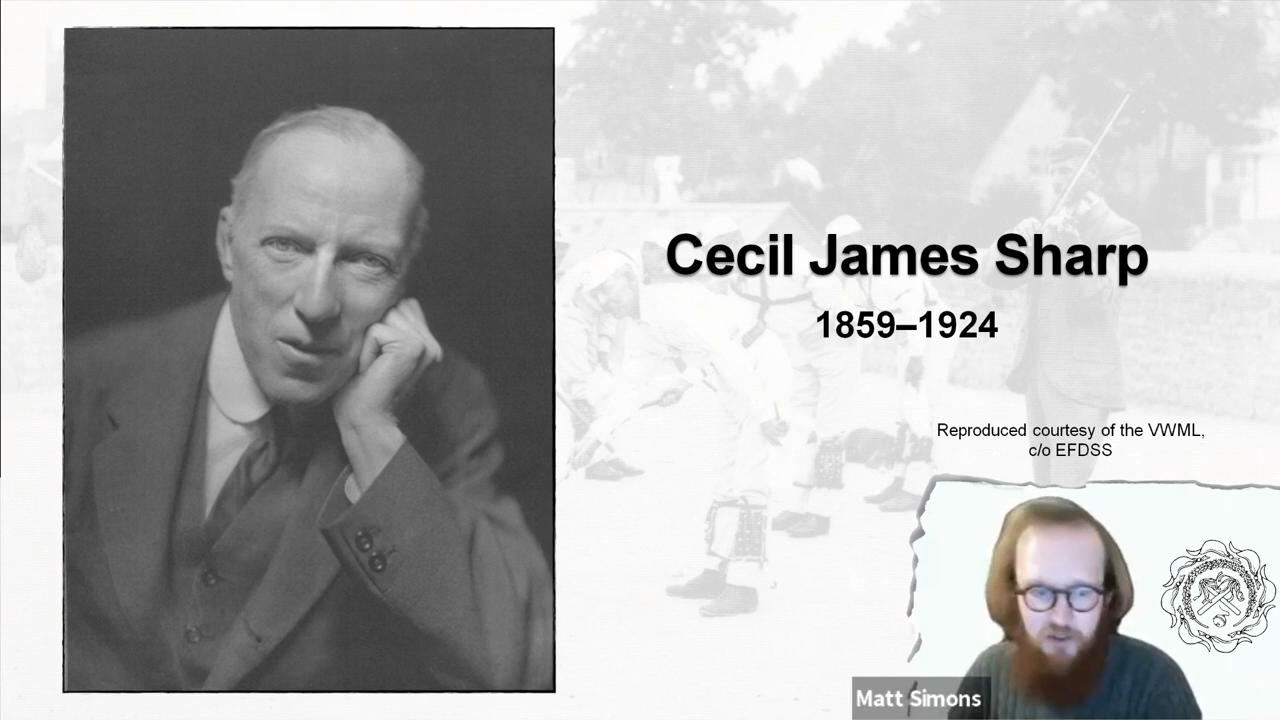 Cecil James Sharp
1859–1924
Reproduced courtesy of the VWML,
c/o EFDSS
Matt Simons